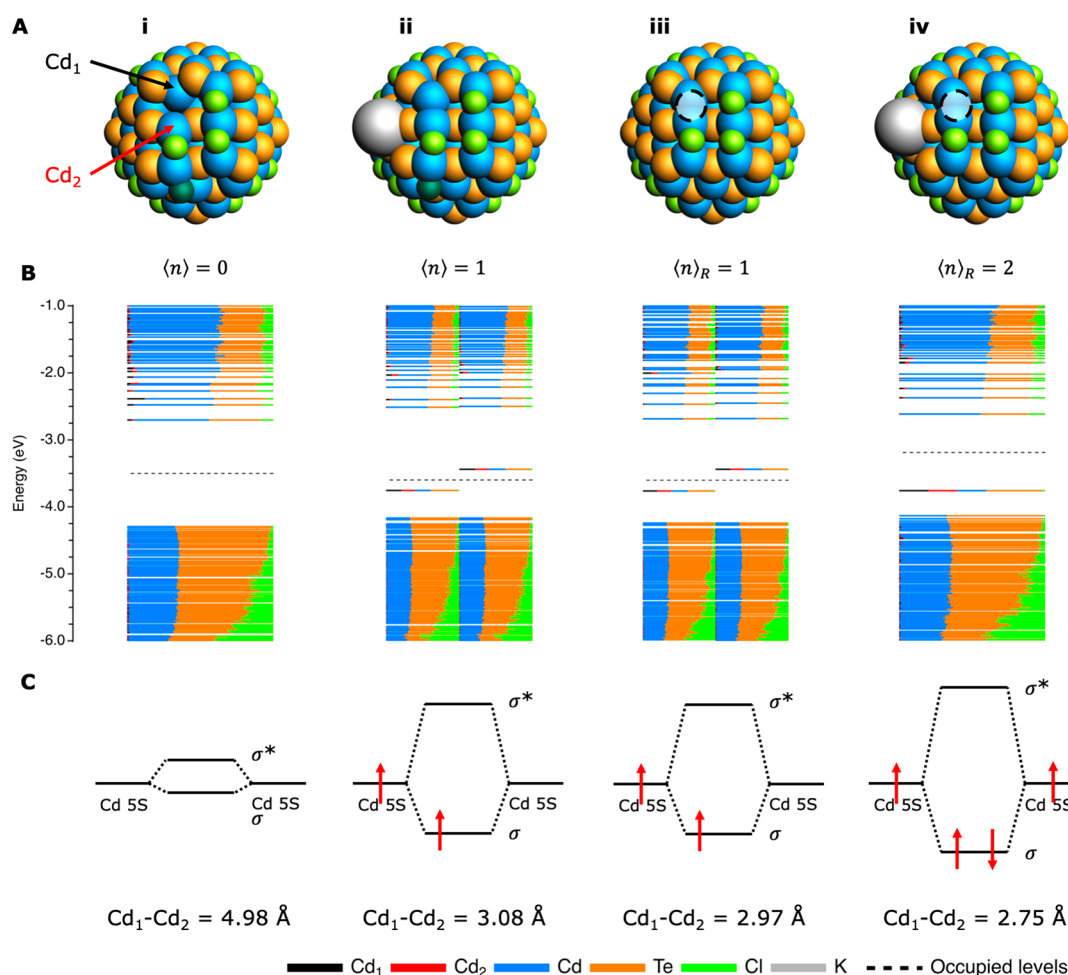 A
i
ii
iii
iv
Cd₁
Cd₂
B
⟨n⟩ = 0
⟨n⟩ = 1
⟨n⟩R = 1
⟨n⟩R = 2
Energy (eV)
-1.0
-2.0
-3.0
-4.0
-5.0
-6.0
C
σ*
Cd 5S
Cd 5S
σ
σ*
Cd 5S
Cd 5S
σ
σ*
Cd 5S
Cd 5S
σ
σ*
Cd 5S
Cd 5S
σ
Cd₁-Cd₂ = 4.98 Å
Cd₁-Cd₂ = 3.08 Å
Cd₁-Cd₂ = 2.97 Å
Cd₁-Cd₂ = 2.75 Å
Cd₁ Cd₂ Cd Te Cl K Occupied levels